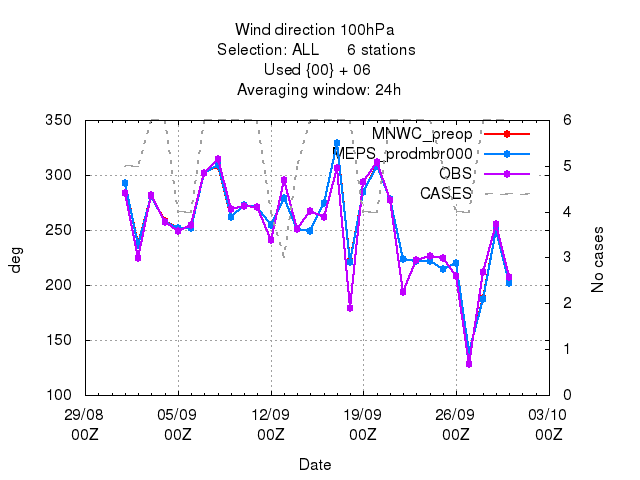 Wind direction 100hPa
Selection: ALL 6 stations
Used {00} + 06
Averaging window: 24h
350 6
MNWC_preop
MEPS_prodmbr000
300 5
OBS
CASES
250 4
deg
200 3
No cases
2
150 1
100 0
29/08 05/09 12/09 19/09 26/09 03/10
00Z 00Z 00Z 00Z 00Z 00Z
Date